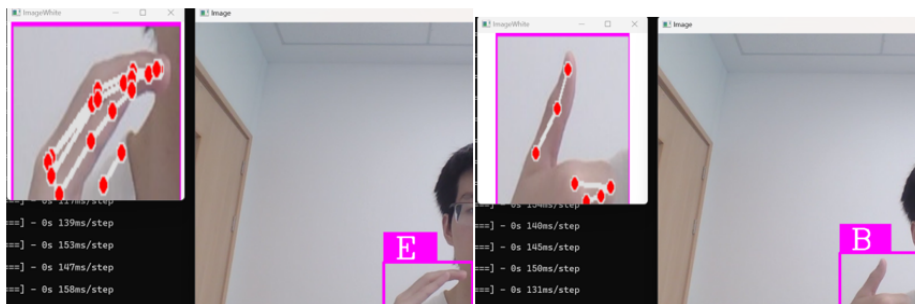 ImageWhite
Image
===] - 0s 139ms/step
===] - 0s 153ms/step
===] - 0s 147ms/step
===] - 0s 158ms/step
E
ImageWhite
Image
===] - 0s 140ms/step
===] - 0s 145ms/step
===] - 0s 150ms/step
===] - 0s 131ms/step
B